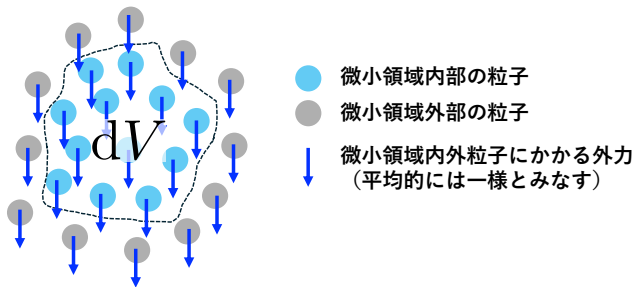 dV
微小領域内部の粒子
微小領域外部の粒子
微小領域内外粒子にかかる外力
（平均的には一様とみなす）